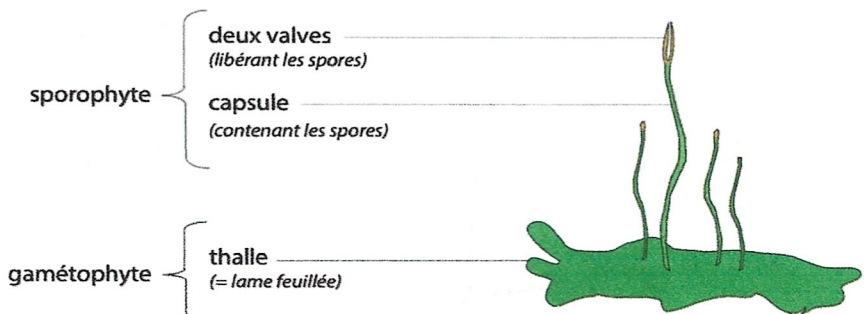 deux valves
(libérant les spores)
sporophyte
capsule
(contenant les spores)
thalle
gamétophyte
(= lame feuillée)